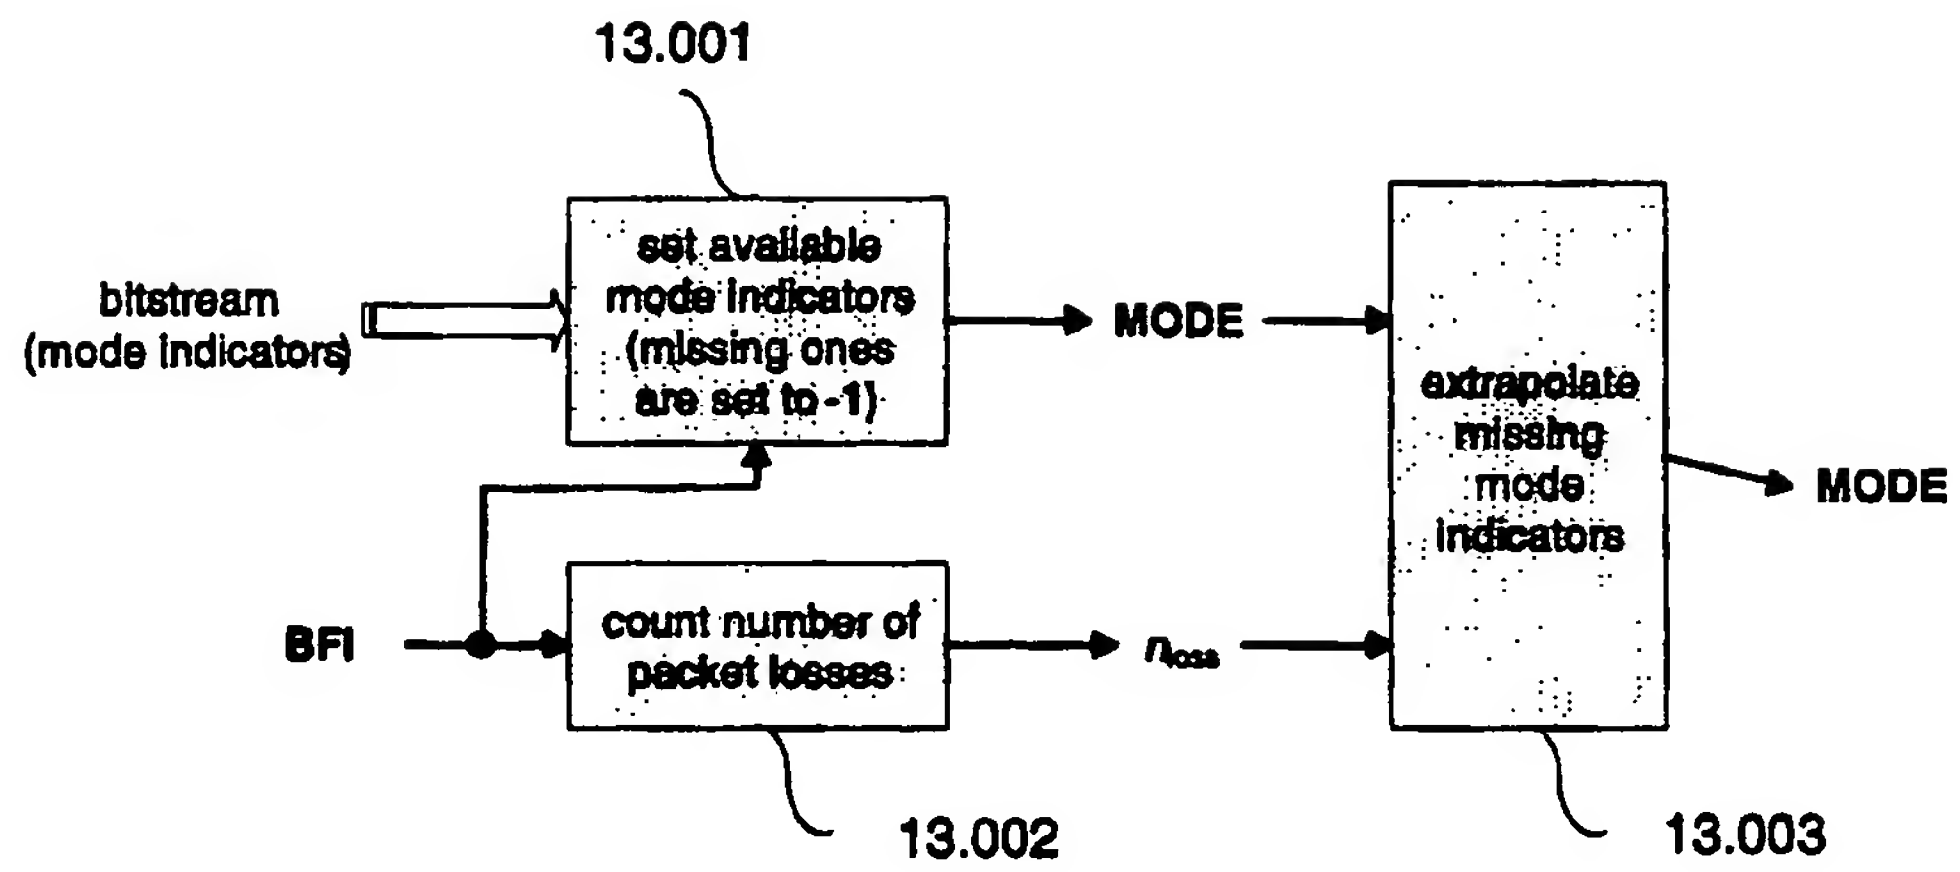 13.001
set available
mode indicators
(missing ones
are set to -1)
bitstream
(mode indicators)
MODE
extrapolate
missing
mode
indicators
MODE
BFI
count number of
packet losses
nloss
13.002
13.003